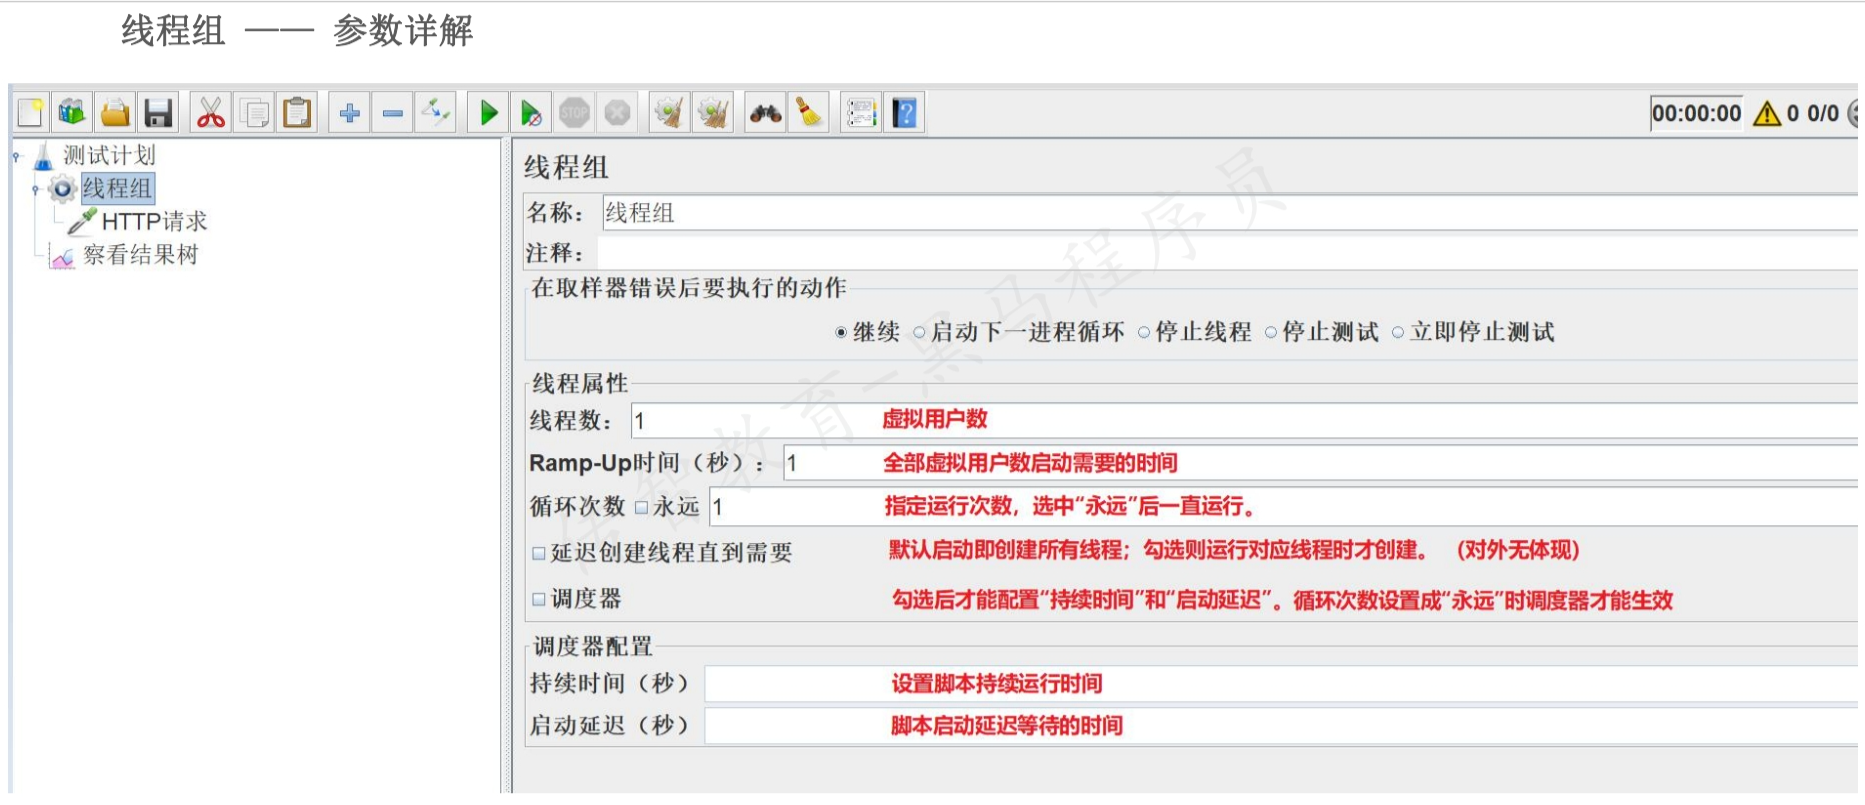 线程组 —— 参数详解
STOP
00:00:00 0 0/0
测试计划
线程组
HTTP请求
察看结果树
线程组
名称: 线程组
注释:
在取样器错误后要执行的动作
继续 启动下一进程循环 停止线程 停止测试 立即停止测试
线程属性
线程数: 1 虚拟用户数
Ramp-Up时间（秒）: 1 全部虚拟用户数启动需要的时间
循环次数 永远 1 指定运行次数，选中“永远”后一直运行。
延迟创建线程直到需要 默认启动即创建所有线程；勾选则运行对应线程时才创建。 （对外无体现）
调度器 勾选后才能配置“持续时间”和“启动延迟”。循环次数设置成“永远”时调度器才能生效
调度器配置
持续时间（秒） 设置脚本持续运行时间
启动延迟（秒） 脚本启动延迟等待的时间
传智教育-黑马程序员